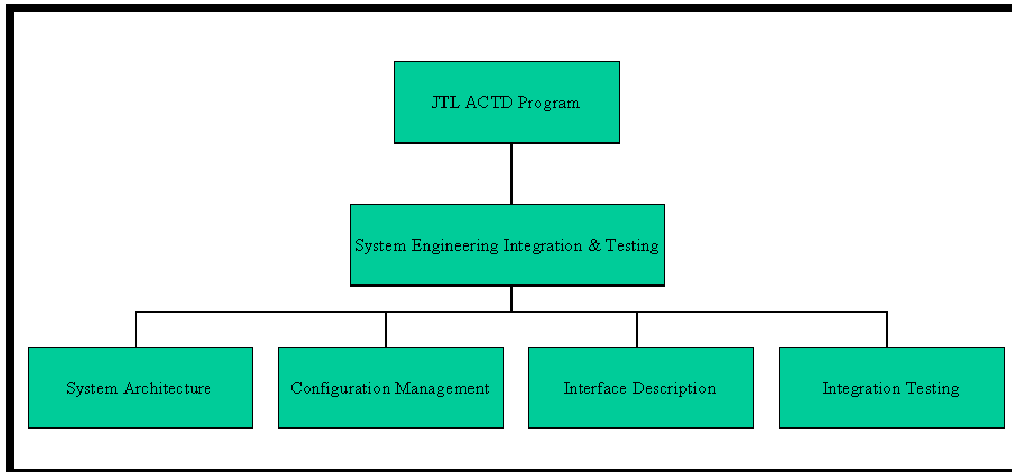 JTL ACTD Program
System Engineering Integration & Testing
System Architecture
Configuration Management
Interface Description
Integration Testing